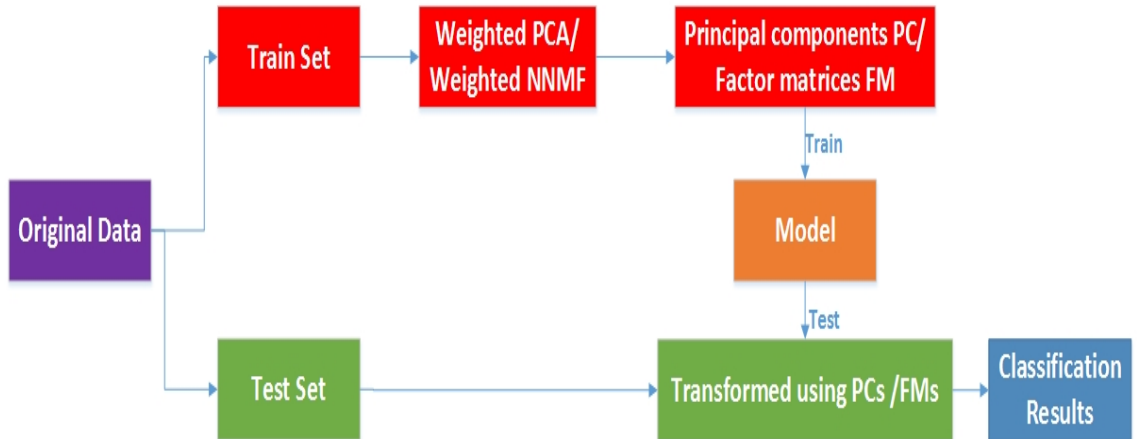 Train Set
Weighted PCA/
Weighted NNMF
Principal components PC/
Factor matrices FM
Train
Original Data
Model
Test
Test Set
Transformed using PCs /FMs
Classification
Results